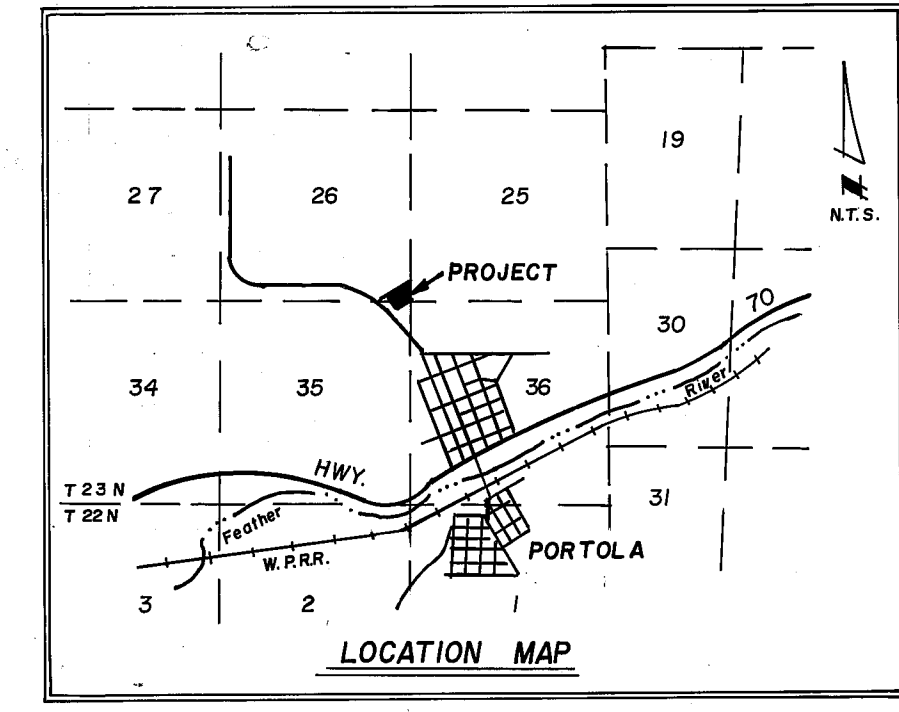 19
27 26 25
N.T.S.
PROJECT
70
30
34 35 36
River
HWY.
T 23 N
T 22 N
31
Feather
W. P. R.R.
PORTOLA
3 2 1
LOCATION MAP